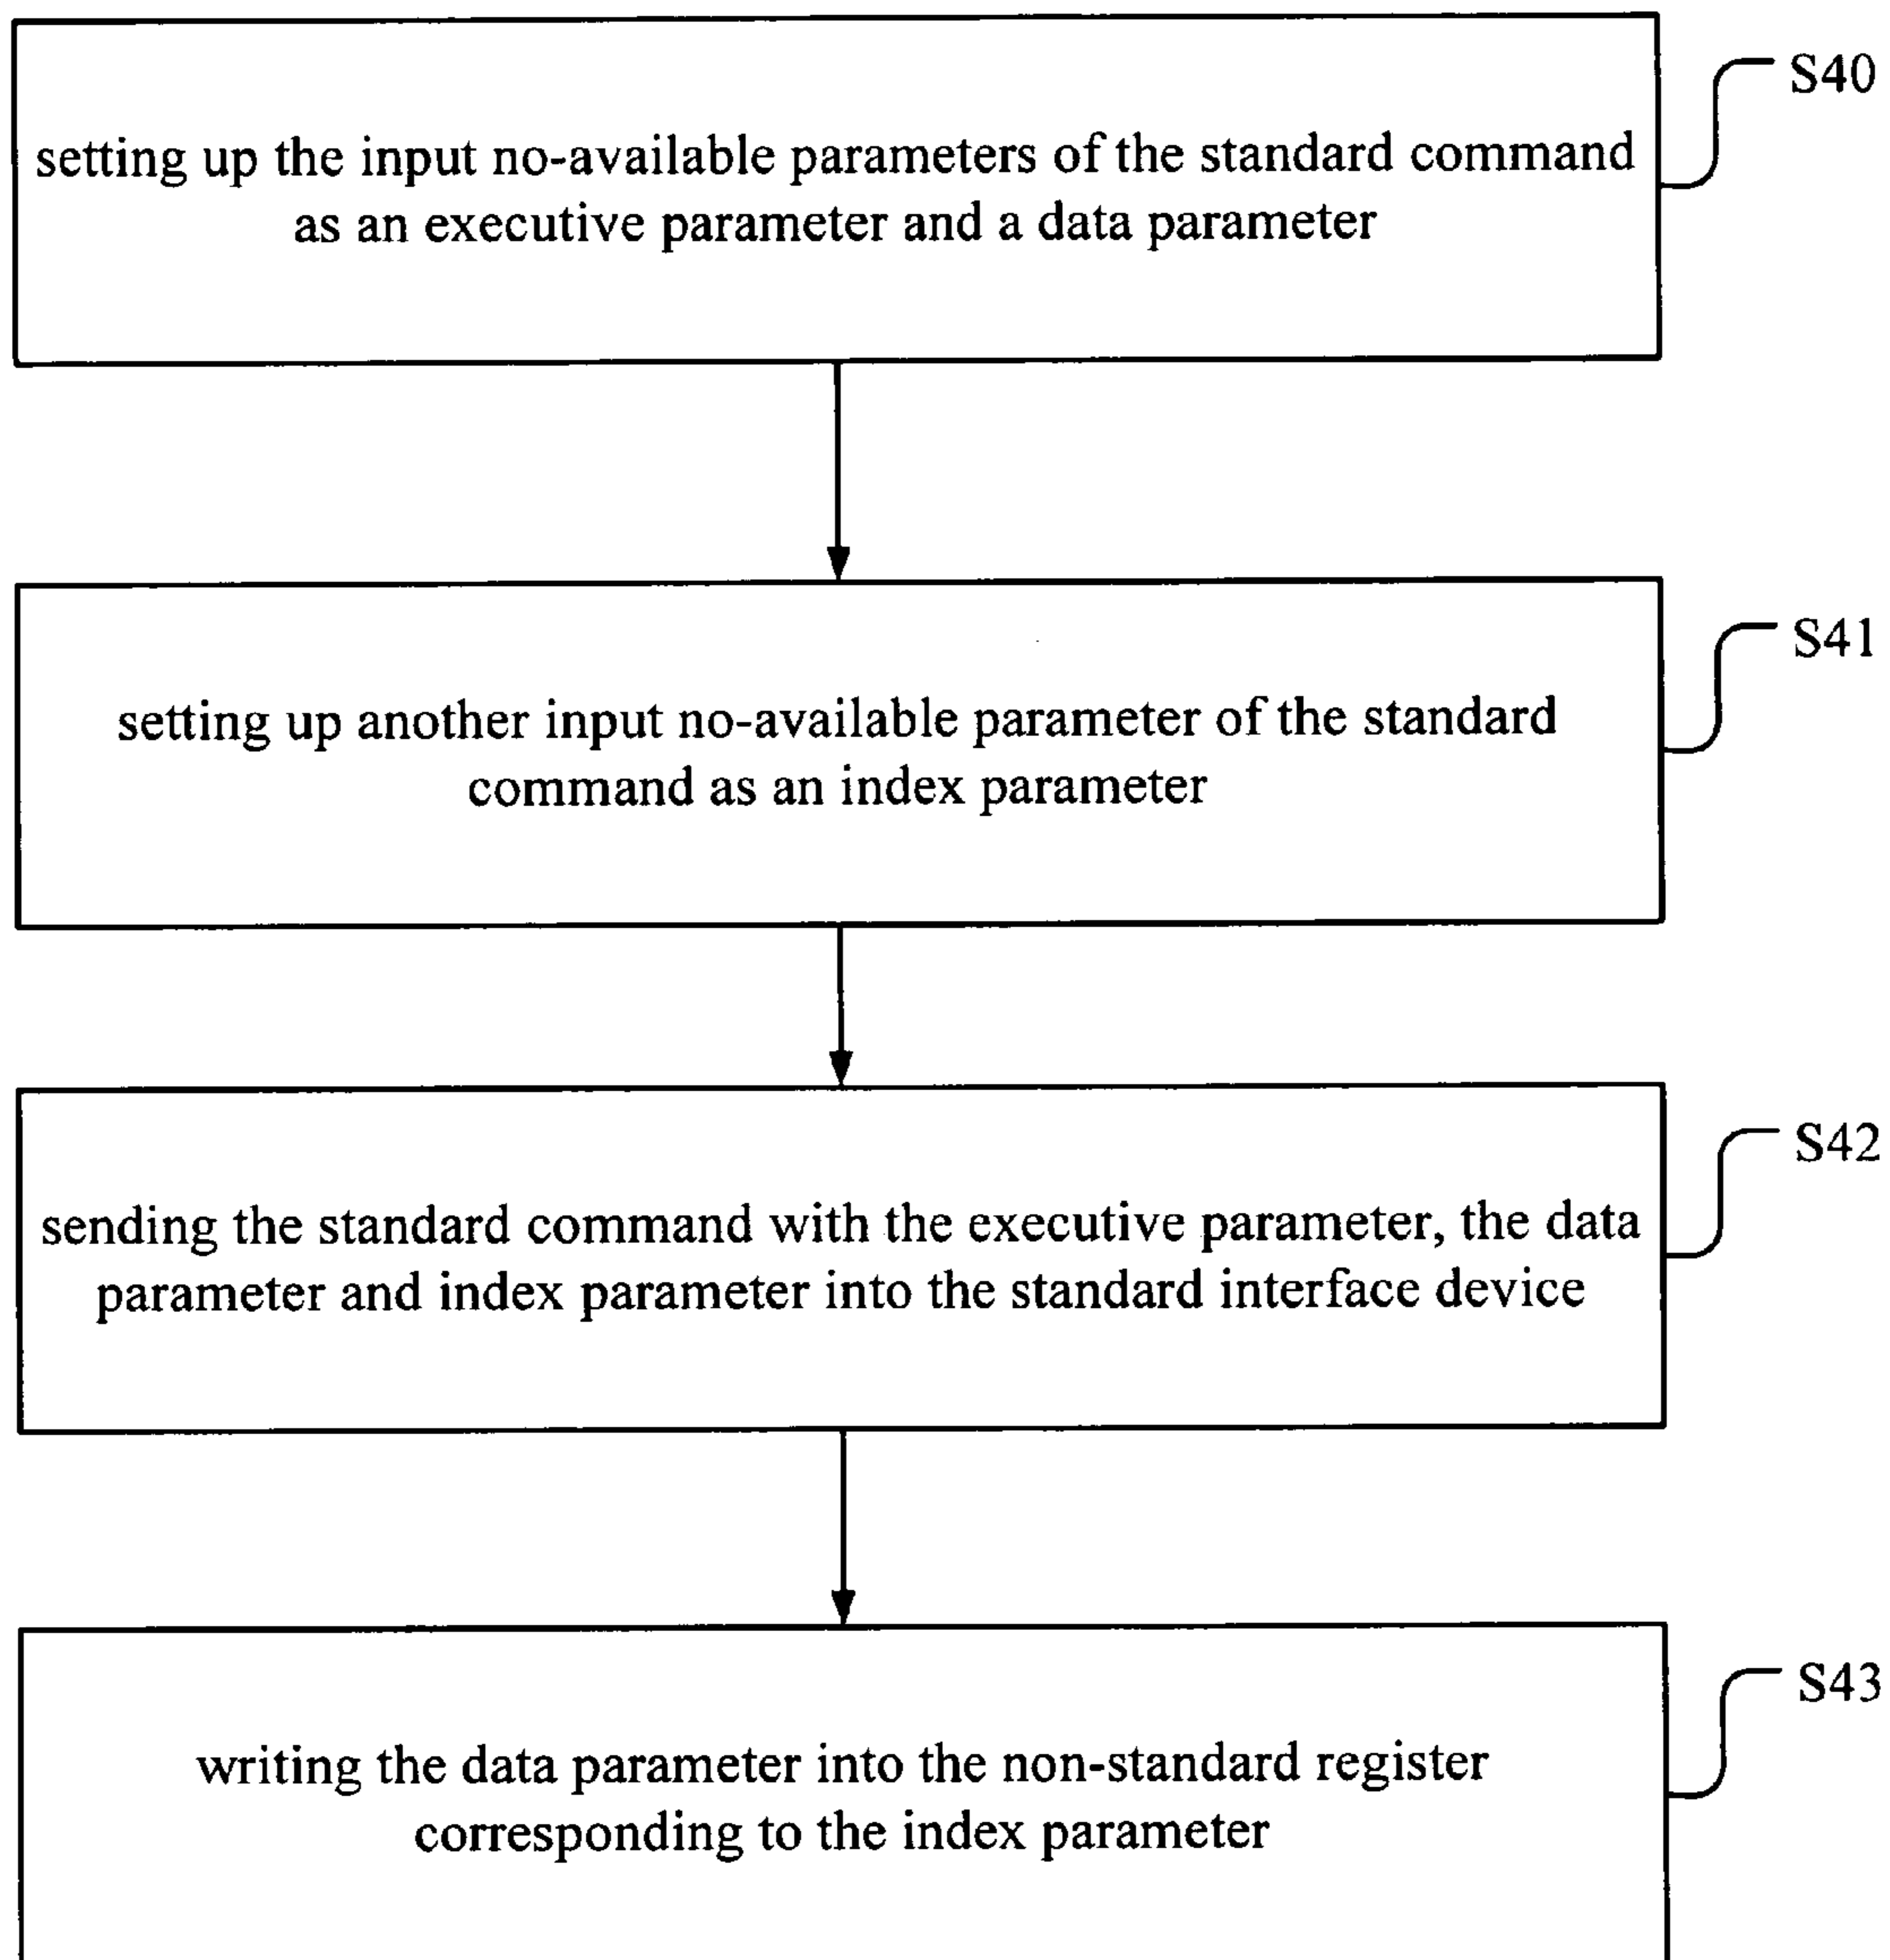 S40
setting up the input no-available parameters of the standard command
as an executive parameter and a data parameter
S41
setting up another input no-available parameter of the standard
command as an index parameter
S42
sending the standard command with the executive parameter, the data
parameter and index parameter into the standard interface device
S43
writing the data parameter into the non-standard register
corresponding to the index parameter